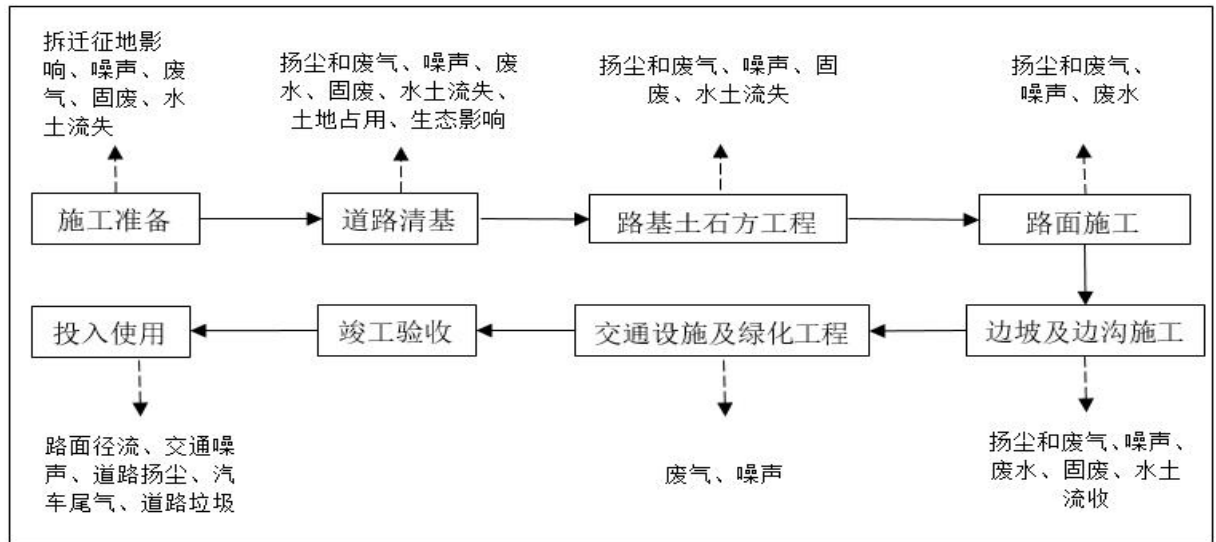 拆迁征地影
响、噪声、废
气、固废、水
土流失
扬尘和废气、噪声、废
水、固废、水土流失、
土地占用、生态影响
扬尘和废气、噪声、固
废、水土流失
扬尘和废气、
噪声、废水
施工准备
道路清基
路基土石方工程
路面施工
投入使用
竣工验收
交通设施及绿化工程
边坡及边沟施工
路面径流、交通噪
声、道路扬尘、汽
车尾气、道路垃圾
废气、噪声
扬尘和废气、噪声、
废水、固废、水土
流收